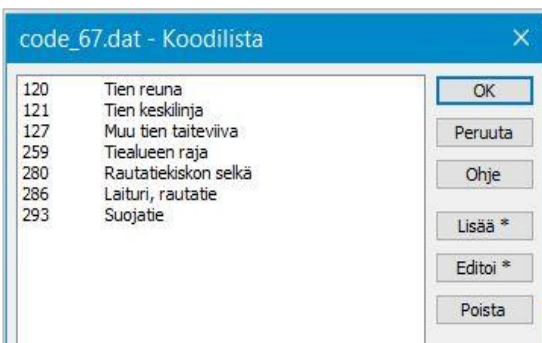 code_67.dat - Koodilista
120 Tien reuna
121 Tien keskilinja
127 Muu tien taiteviiva
259 Tiealueen raja
280 Rautatiekiskon selkä
286 Laituri, rautatie
293 Suojatie
OK
Peruuta
Ohje
Lisää *
Editoi *
Poista